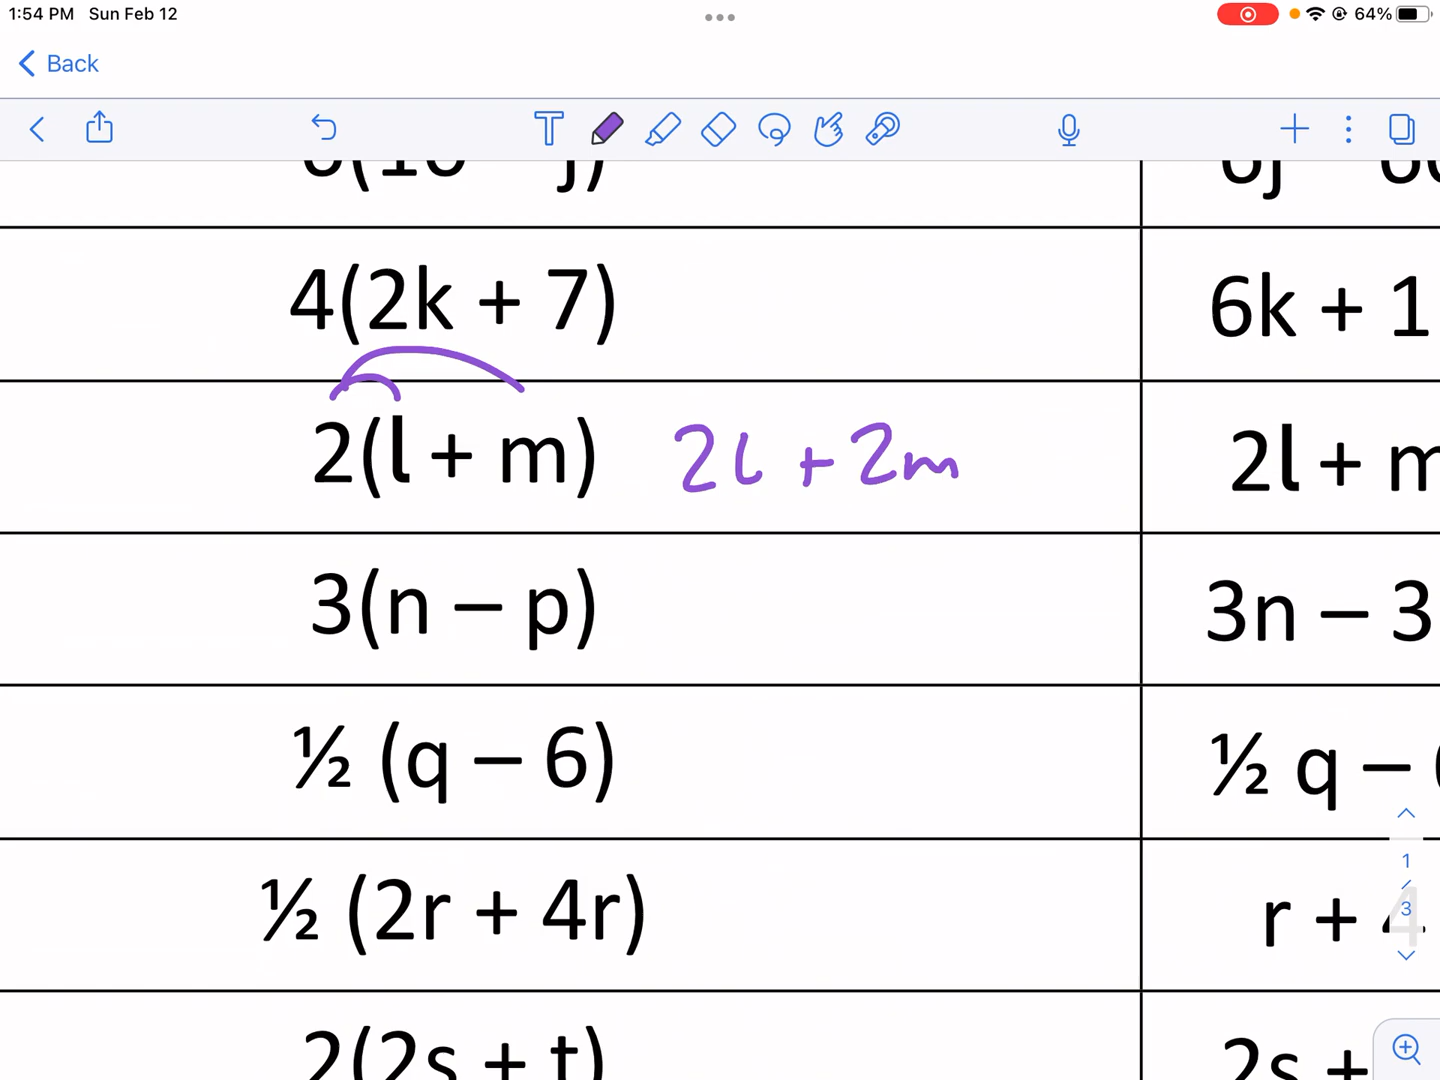 1:54 PM Sun Feb 12 64%
Back
4(2k + 7) 6k + 1
2(l + m) 2l + 2m 2l + m
3(n – p) 3n – 3
½ (q – 6) ½ q –
½ (2r + 4r) r + 4
1
/
3
2(2s + t) 2s +